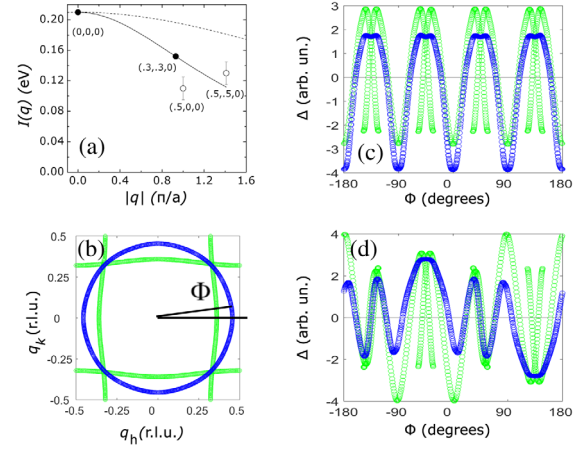 0.20
0.16
0.12
0.08
0.04
0.00
I(q) (eV)
(0,0,0)
(.3,.3,0)
(.5,0,0)
(.5,.5,0)
(a)
0.0 0.4 0.8 1.2 1.6
|q| (π/a)
3
2
1
0
-1
-2
-3
-4
Δ (arb. un.)
(c)
-180 -90 0 90 180
Φ (degrees)
0.5
0.25
0
-0.25
-0.5
q_k (r.l.u.)
(b)
Φ
-0.5 -0.25 0 0.25 0.5
q_h (r.l.u.)
4
2
0
-2
-4
Δ (arb. un.)
(d)
-180 -90 0 90 180
Φ (degrees)